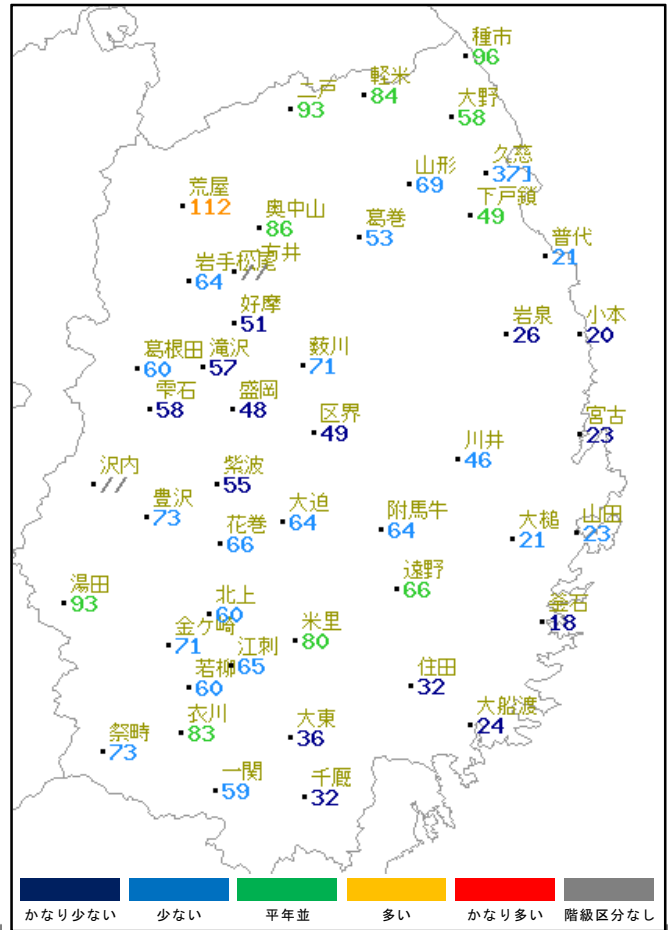 種市
96
軽米
84
二戸
93
大野
58
久慈
371
山形
69
荒屋
112
下戸鎖
49
奥中山
86
葛巻
53
普代
21
岩手松尾
64
一方井
//
好摩
51
岩泉
26
小本
20
葛根田
60
滝沢
57
薮川
71
雫石
58
盛岡
48
区界
49
宮古
23
川井
46
沢内
//
紫波
55
豊沢
73
大迫
64
花巻
66
附馬牛
64
大槌
21
山田
23
湯田
93
遠野
66
北上
60
釜石
18
金ケ崎
71
米里
80
江刺
65
若柳
60
住田
32
衣川
83
大東
36
大船渡
24
祭畤
73
一関
59
千厩
32
かなり少ない 少ない 平年並 多い かなり多い 階級区分なし